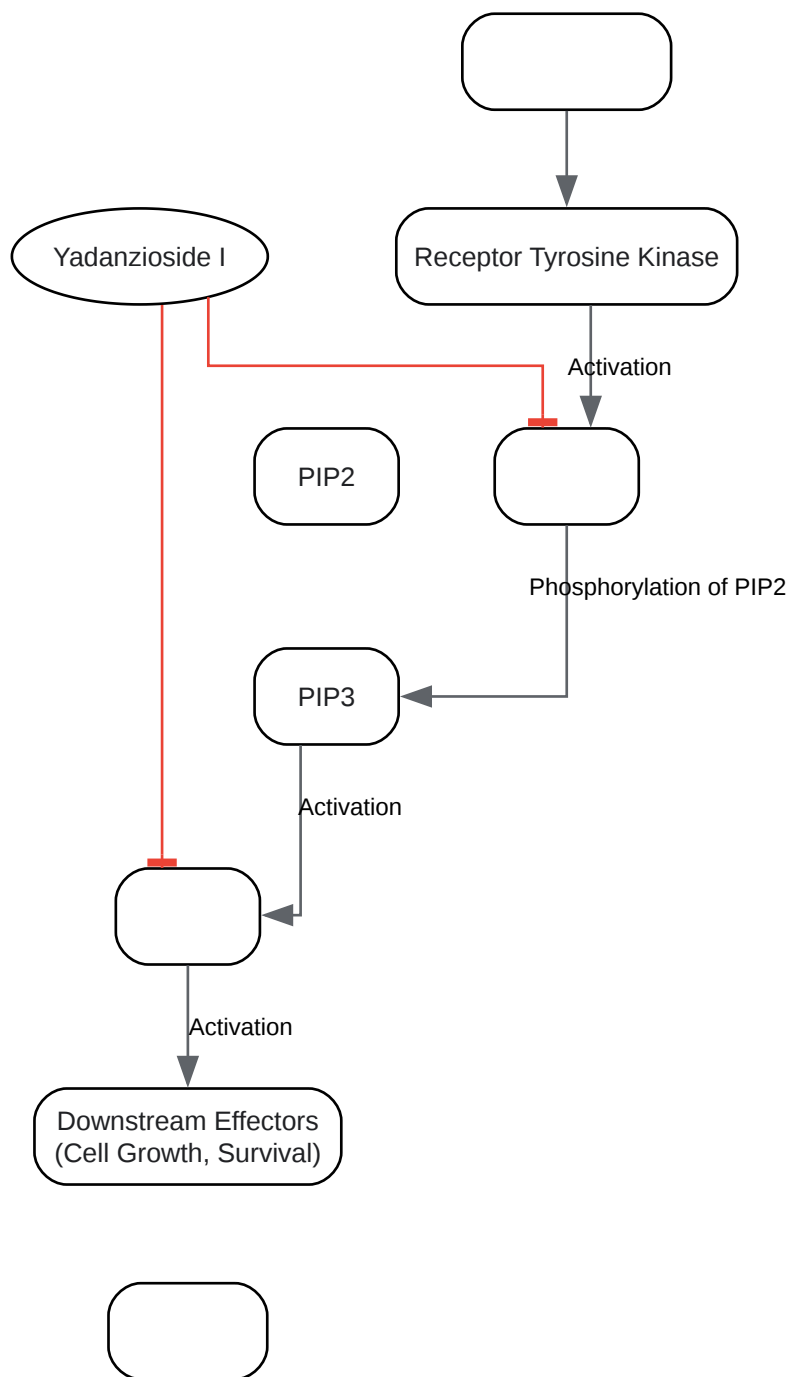 Yadanzioside I
Receptor Tyrosine Kinase
Activation
PIP2
Phosphorylation of PIP2
PIP3
Activation
Activation
Downstream Effectors
(Cell Growth, Survival)